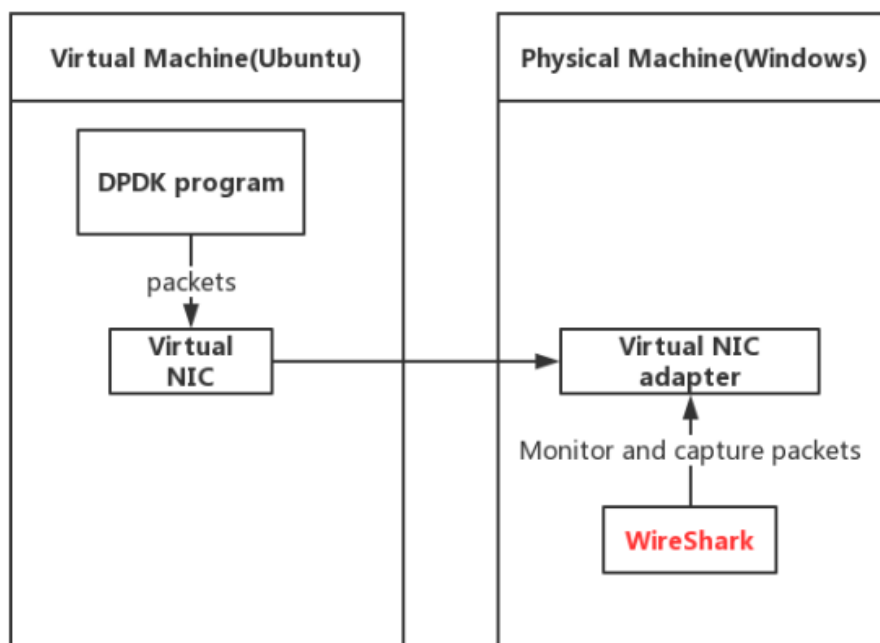 Virtual Machine(Ubuntu)
Physical Machine(Windows)
DPDK program
packets
Virtual
NIC
Virtual NIC
adapter
Monitor and capture packets
WireShark